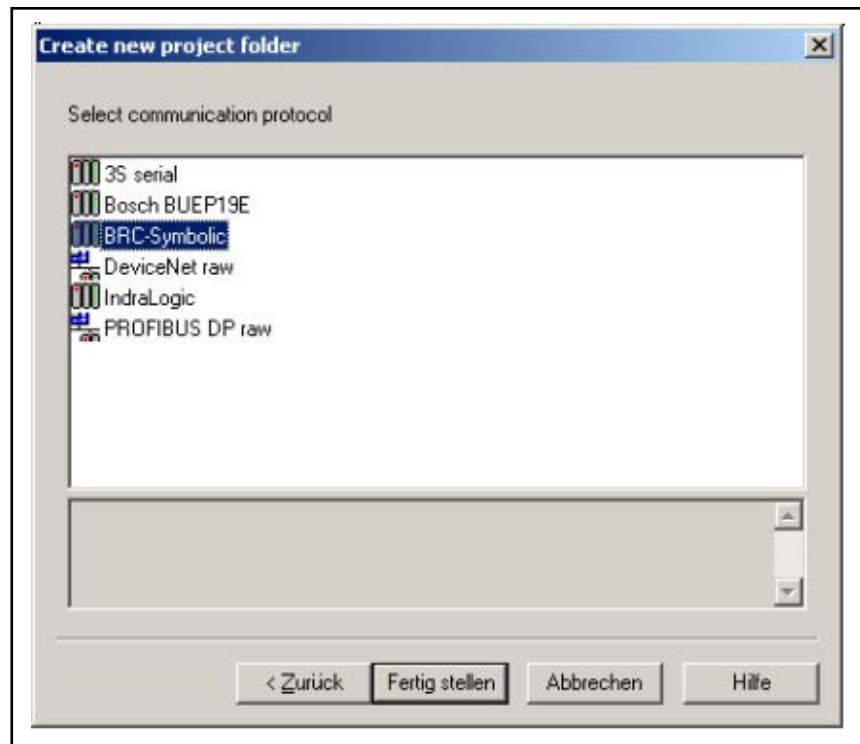 Create new project folder
Select communication protocol
3S serial
Bosch BUEP19E
BRC-Symbolic
DeviceNet raw
IndraLogic
PROFIBUS DP raw
< Zurück Fertig stellen Abbrechen Hilfe